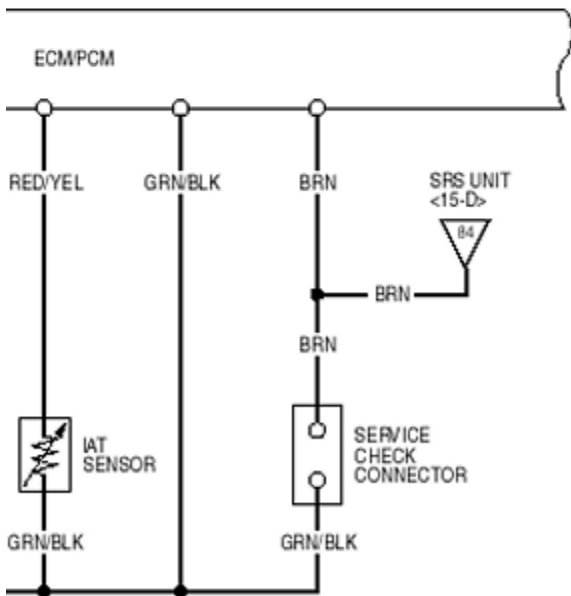 ECM/PCM
RED/YEL
GRN/BLK
BRN
SRS UNIT
<15-D>
84
BRN
BRN
IAT
SENSOR
SERVICE
CHECK
CONNECTOR
GRN/BLK
GRN/BLK